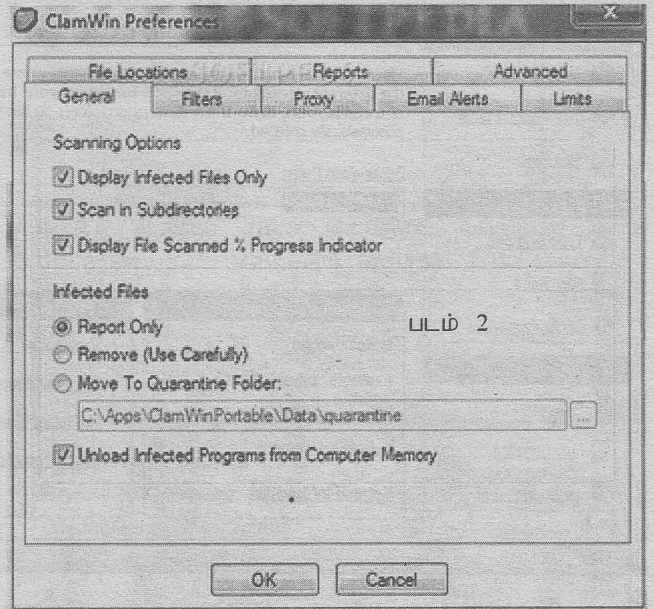 ClamWin Preferences
File Locations Reports Advanced
General Filters Proxy Email Alerts Limits
Scanning Options
Display Infected Files Only
Scan in Subdirectories
Display File Scanned % Progress Indicator
Infected Files
Report Only
படம் 2
Remove (Use Carefully)
Move To Quarantine Folder:
C:\Apps\ClamWinPortable\Data\quarantine
...
Unload Infected Programs from Computer Memory
OK Cancel